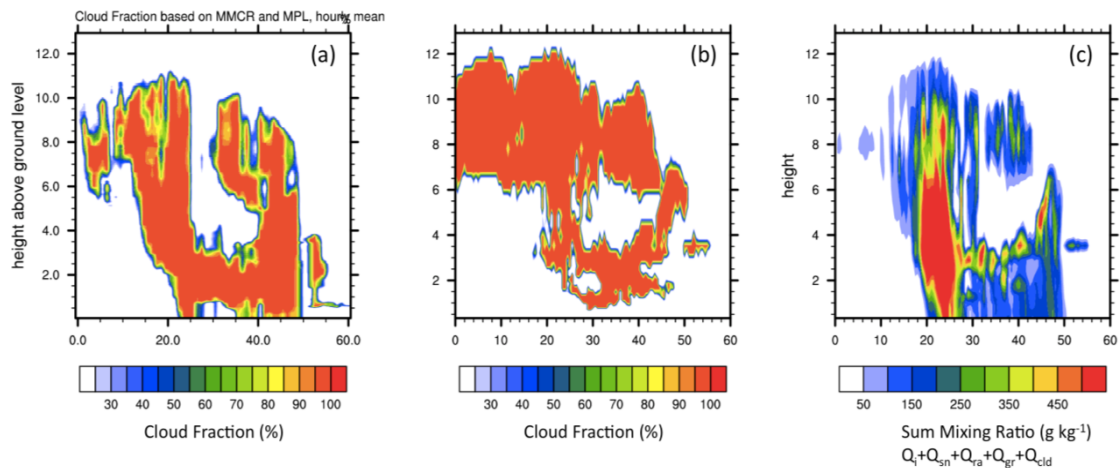 Cloud Fraction based on MMCR and MPL, hourly mean
%
(a)
(b)
(c)
height above ground level
12.0
10.0
8.0
6.0
4.0
2.0
0.0 20.0 40.0 60.0
12
10
8
6
4
2
0 10 20 30 40 50 60
height
12
10
8
6
4
2
0 10 20 30 40 50 60
30 40 50 60 70 80 90 100
Cloud Fraction (%)
30 40 50 60 70 80 90 100
Cloud Fraction (%)
50 150 250 350 450
Sum Mixing Ratio (g kg⁻¹)
Qᵢ+Qsn+Qra+Qgr+Qcld